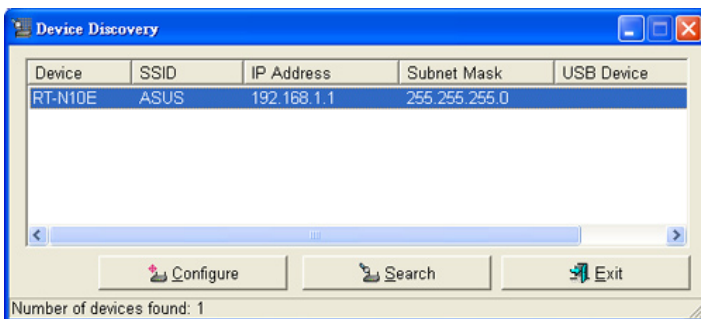 Device Discovery
Device SSID IP Address Subnet Mask USB Device
RT-N10E ASUS 192.168.1.1 255.255.255.0
Configure Search Exit
Number of devices found: 1